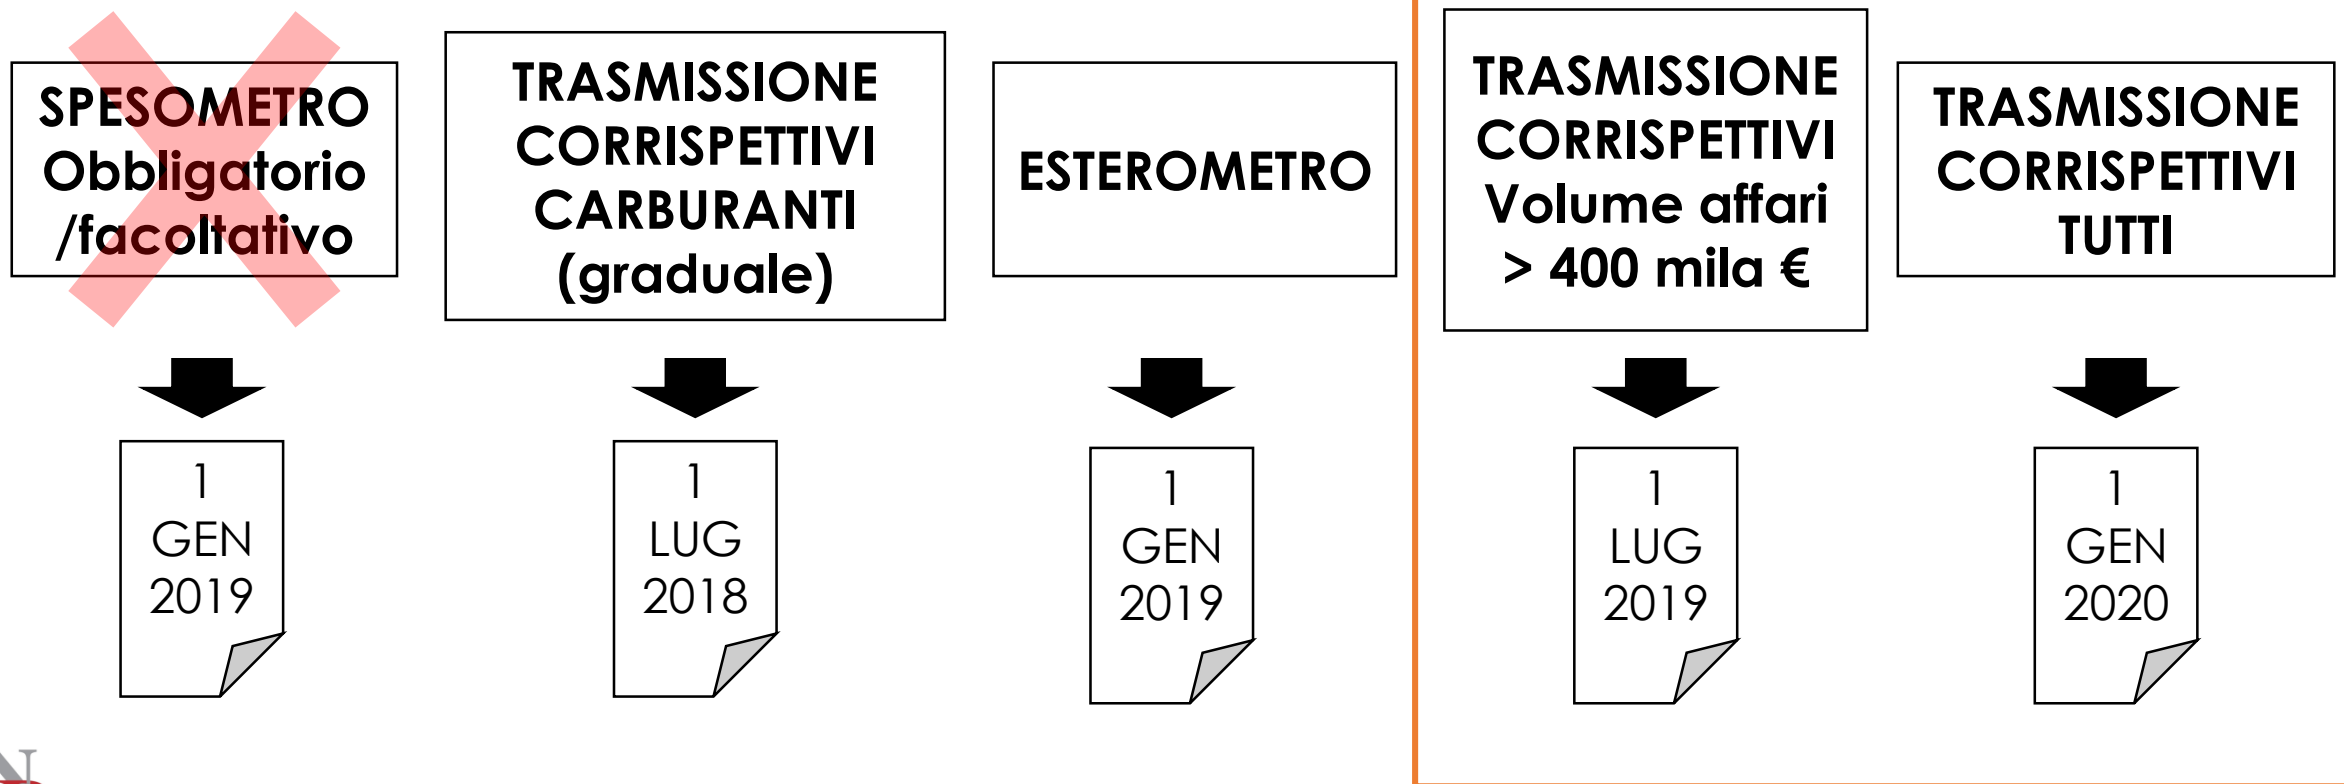 SPESOMETRO
Obbligatorio
/facoltativo
TRASMISSIONE
CORRISPETTIVI
CARBURANTI
(graduale)
ESTEROMETRO
TRASMISSIONE
CORRISPETTIVI
Volume affari
> 400 mila €
TRASMISSIONE
CORRISPETTIVI
TUTTI
1
GEN
2019
1
LUG
2018
1
GEN
2019
1
LUG
2019
1
GEN
2020